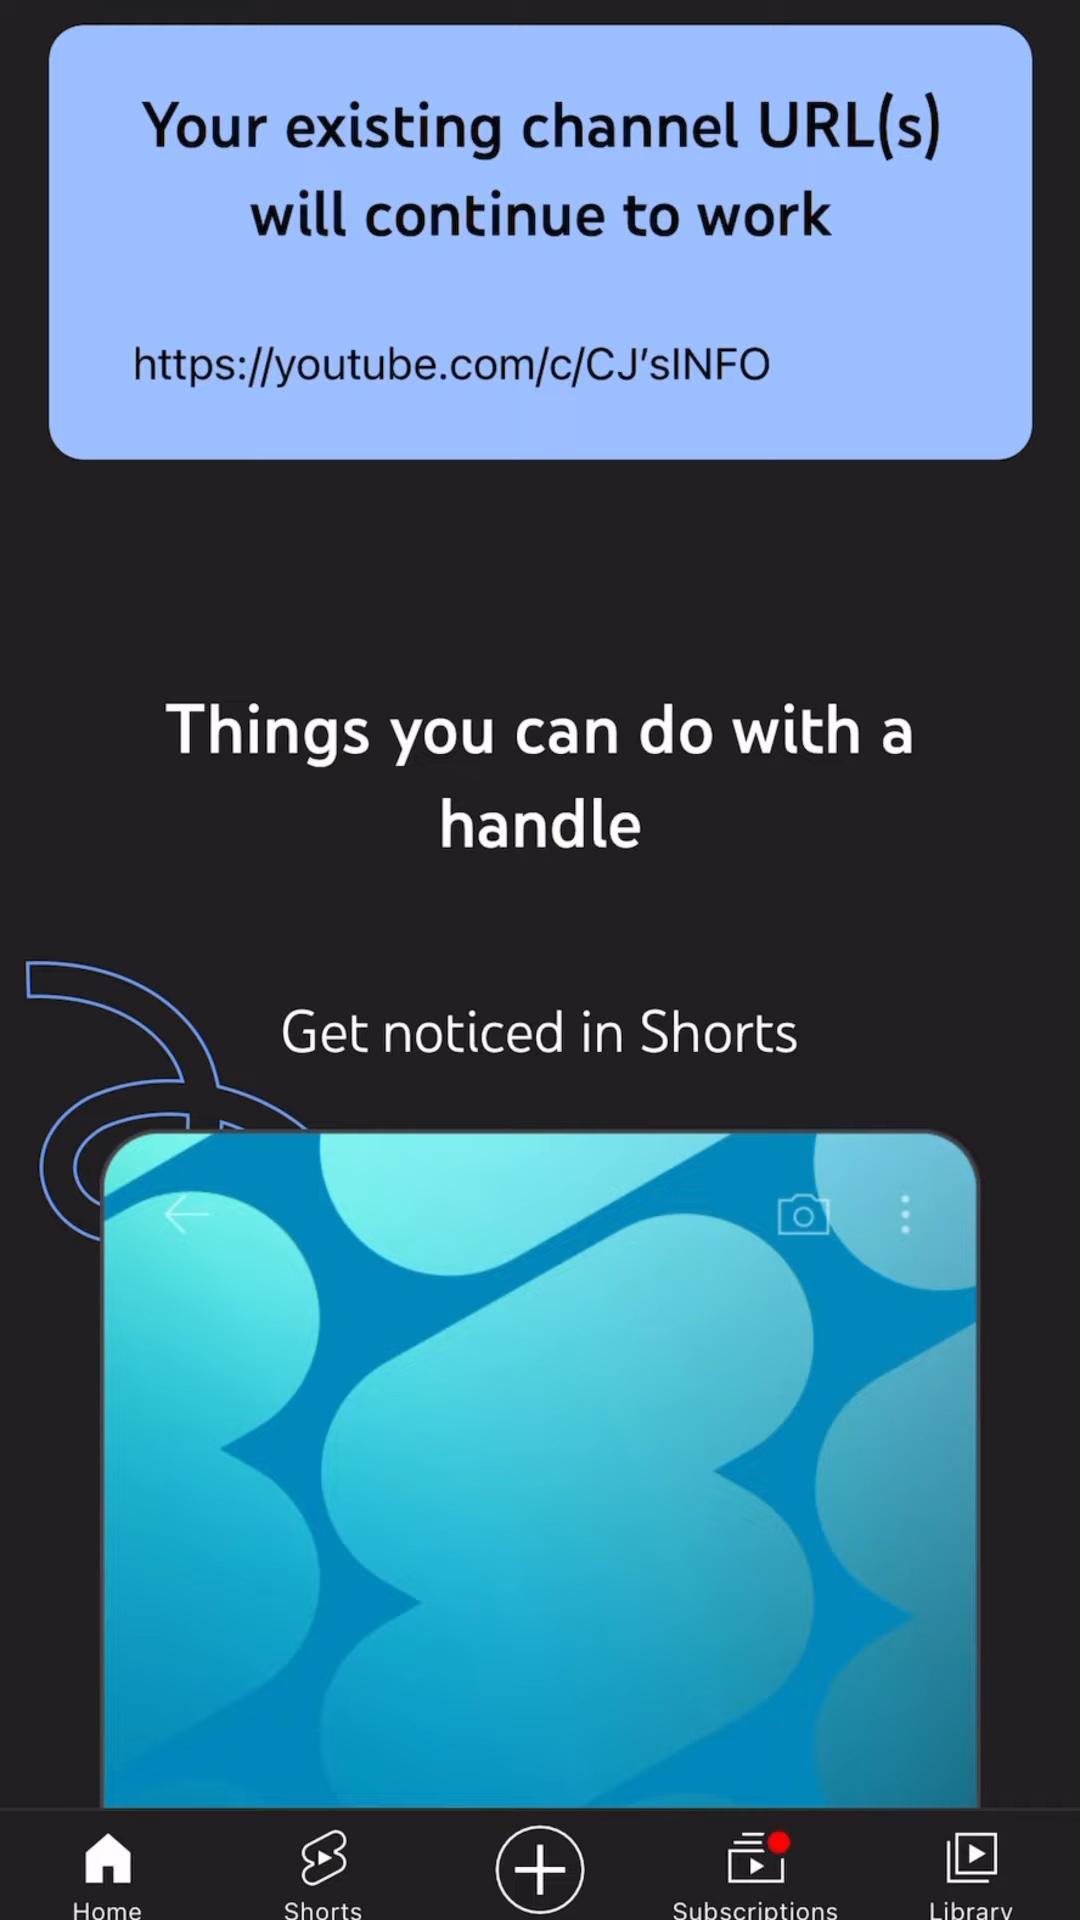 Your existing channel URL(s)
will continue to work
https://youtube.com/c/CJ'sINFO
Things you can do with a
handle
Get noticed in Shorts
Home
Shorts
Subscriptions
Library